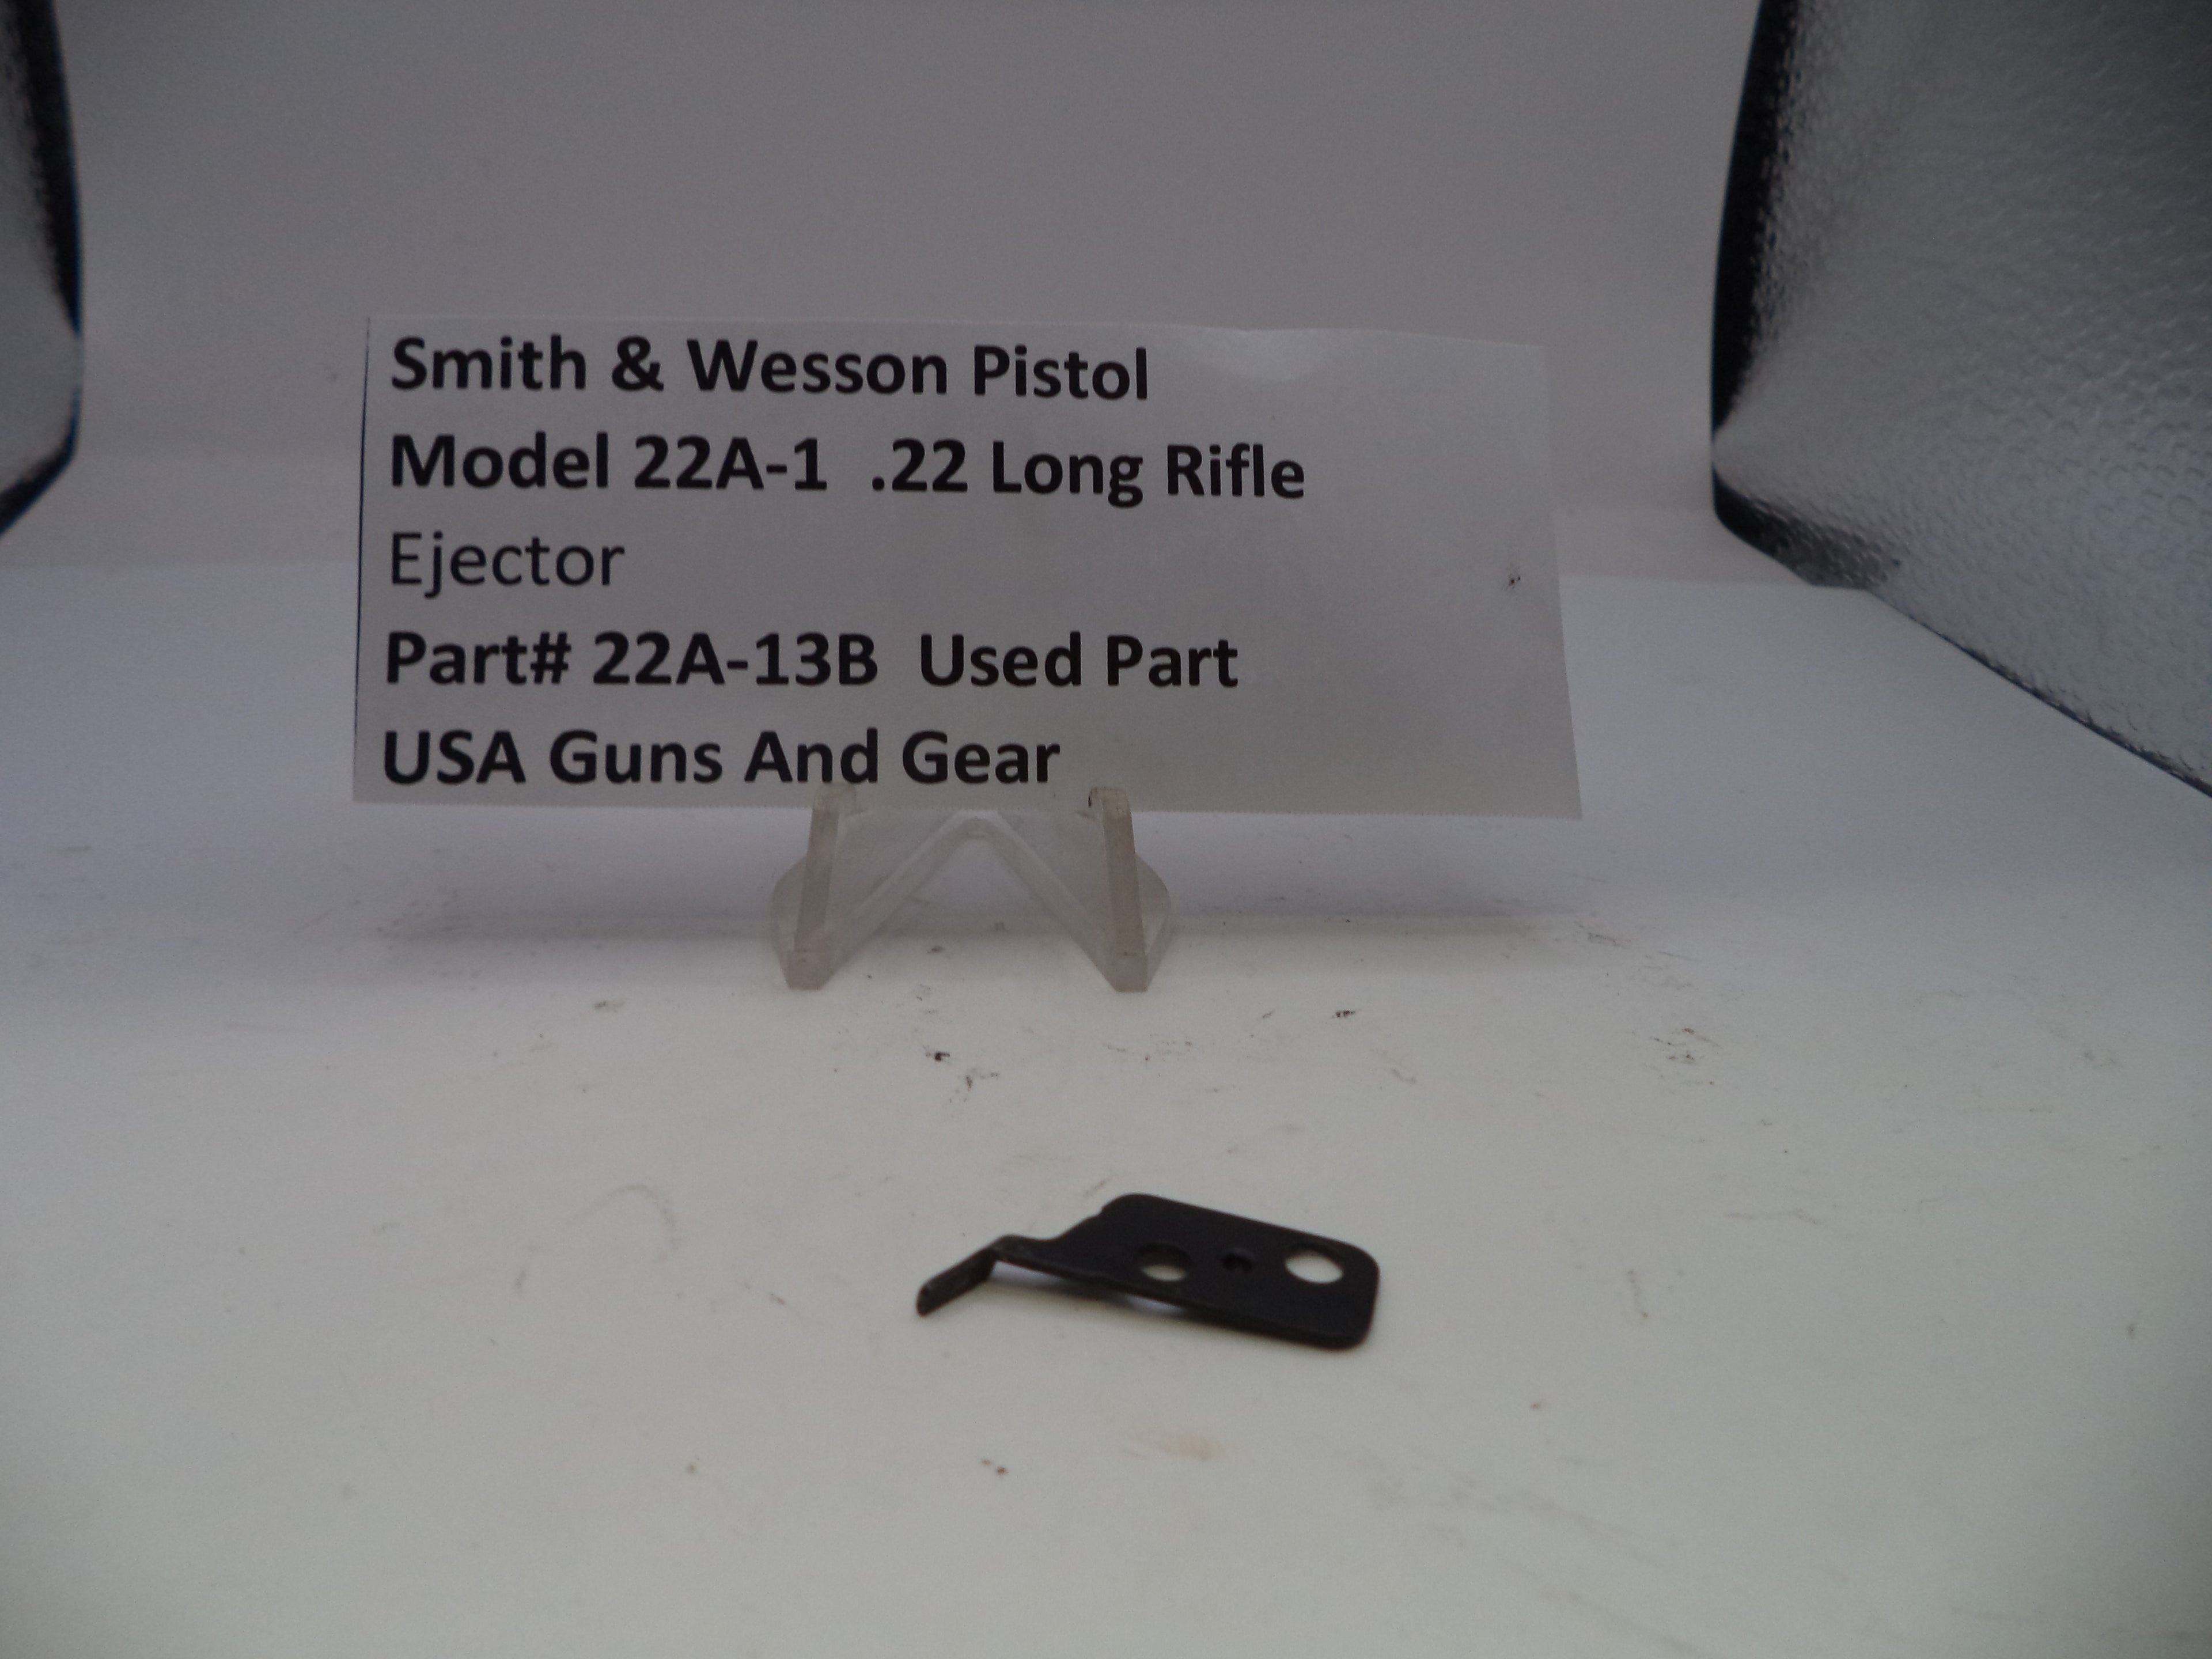 Smith & Wesson Pistol
Model 22A-1  .22 Long Rifle
Ejector
Part# 22A-13B  Used Part
USA Guns And Gear